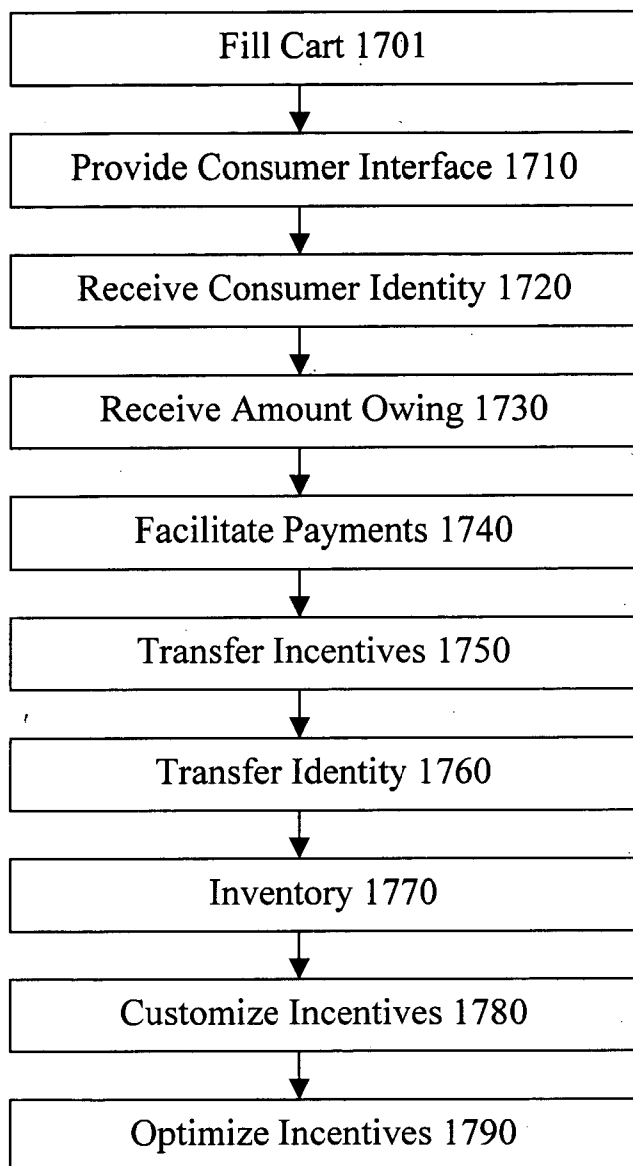 Fill Cart 1701
Provide Consumer Interface 1710
Receive Consumer Identity 1720
Receive Amount Owing 1730
Facilitate Payments 1740
Transfer Incentives 1750
Transfer Identity 1760
Inventory 1770
Customize Incentives 1780
Optimize Incentives 1790